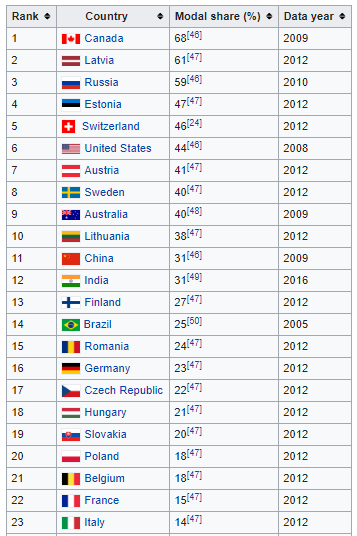 Rank Country Modal share (%) Data year
1 Canada 68[46] 2009
2 Latvia 61[47] 2012
3 Russia 59[46] 2010
4 Estonia 47[47] 2012
5 Switzerland 46[24] 2012
6 United States 44[46] 2008
7 Austria 41[47] 2012
8 Sweden 40[47] 2012
9 Australia 40[48] 2009
10 Lithuania 38[47] 2012
11 China 31[46] 2009
12 India 31[49] 2016
13 Finland 27[47] 2012
14 Brazil 25[50] 2005
15 Romania 24[47] 2012
16 Germany 23[47] 2012
17 Czech Republic 22[47] 2012
18 Hungary 21[47] 2012
19 Slovakia 20[47] 2012
20 Poland 18[47] 2012
21 Belgium 18[47] 2012
22 France 15[47] 2012
23 Italy 14[47] 2012